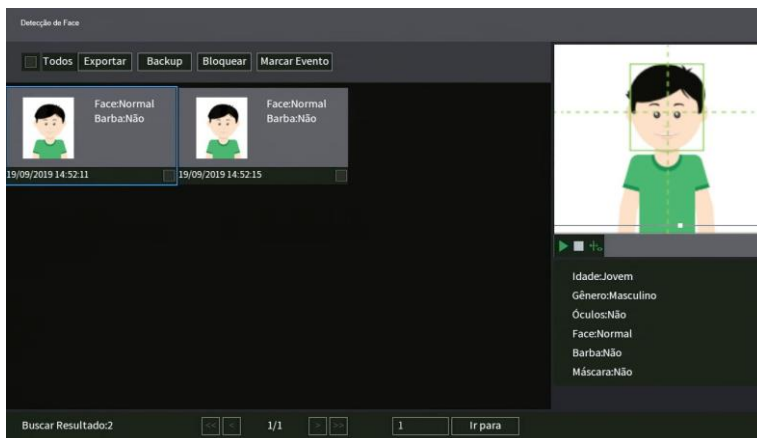 Detecção de Face
Todos Exportar Backup Bloquear Marcar Evento
Face:Normal
Barba:Não
19/09/2019 14:52:11
Face:Normal
Barba:Não
19/09/2019 14:52:15
Idade:Jovem
Gênero:Masculino
Óculos:Não
Face:Normal
Barba:Não
Máscara:Não
Buscar Resultado:2 << < 1/1 > >> 1 Ir para